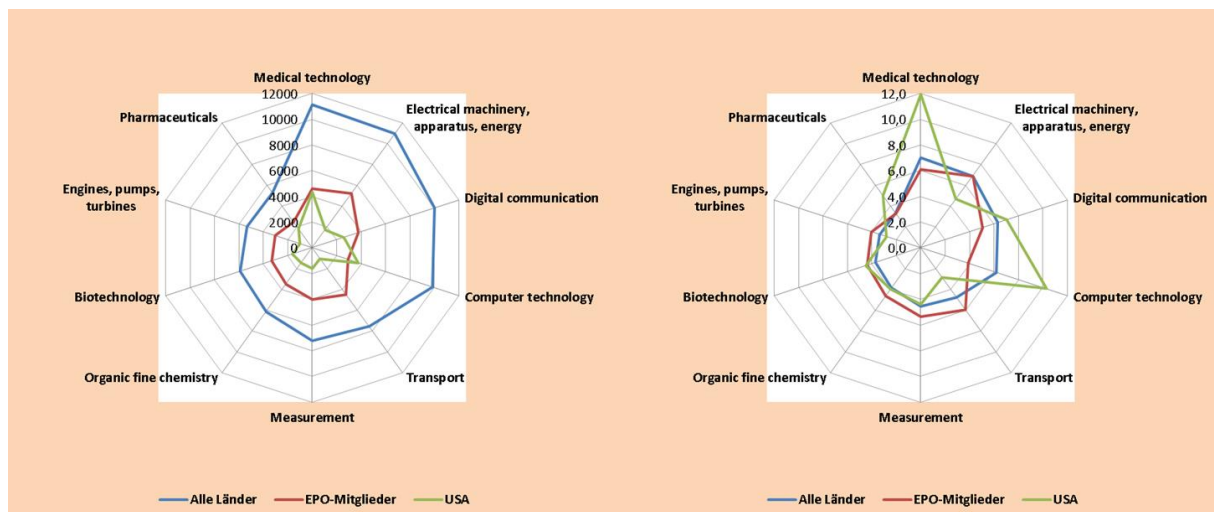 Medical technology
12000
10000
8000
6000
4000
2000
0
Electrical machinery,
apparatus, energy
Digital communication
Computer technology
Transport
Measurement
Organic fine chemistry
Biotechnology
Engines, pumps,
turbines
Pharmaceuticals
Alle Länder
EPO-Mitglieder
USA
Medical technology
12,0
10,0
8,0
6,0
4,0
2,0
0,0
Electrical machinery,
apparatus, energy
Digital communication
Computer technology
Transport
Measurement
Organic fine chemistry
Biotechnology
Engines, pumps,
turbines
Pharmaceuticals
Alle Länder
EPO-Mitglieder
USA